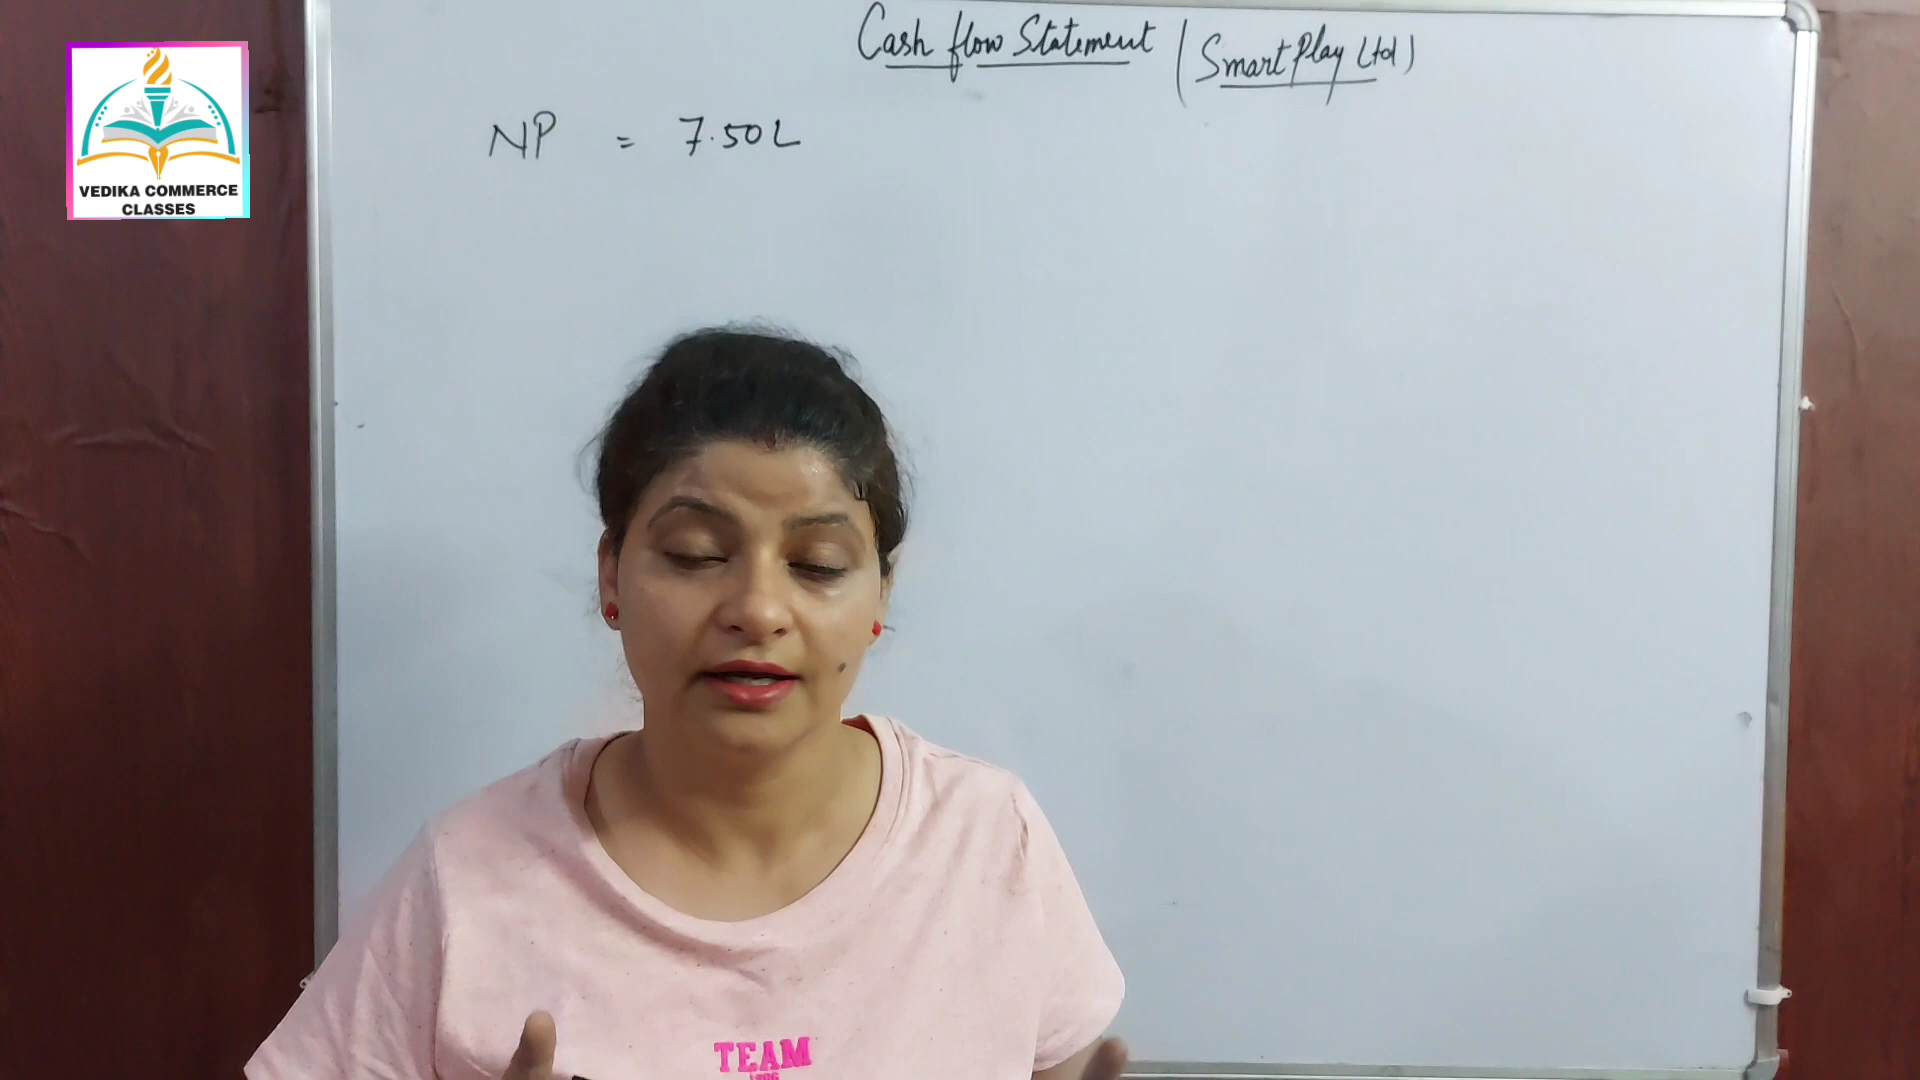 Cash flow Statement (Smart Play Ltd)
NP = 7.50L
VEDIKA COMMERCE
CLASSES
TEAM